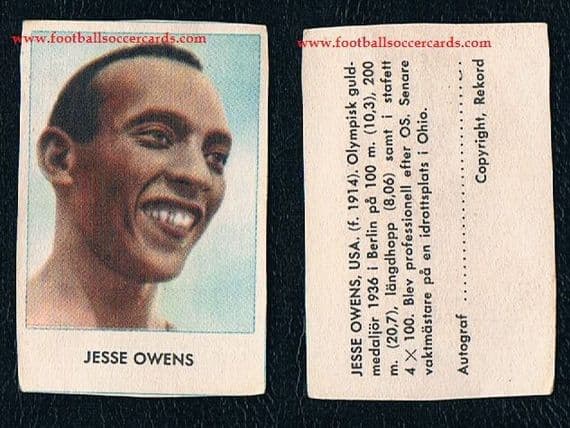 www.footballsoccercards.com
JESSE OWENS
www.footballsoccercards.com
JESSE OWENS, USA. (f. 1914). Olympisk guld-
medaljör 1936 i Berlin på 100 m. (10,3), 200
m. (20,7), längdhopp (8,06) samt i stafett
4 × 100. Blev professionell efter OS. Senare
vaktmästare på en idrottsplats i Ohio.
Autograf ........................
Copyright, Rekord